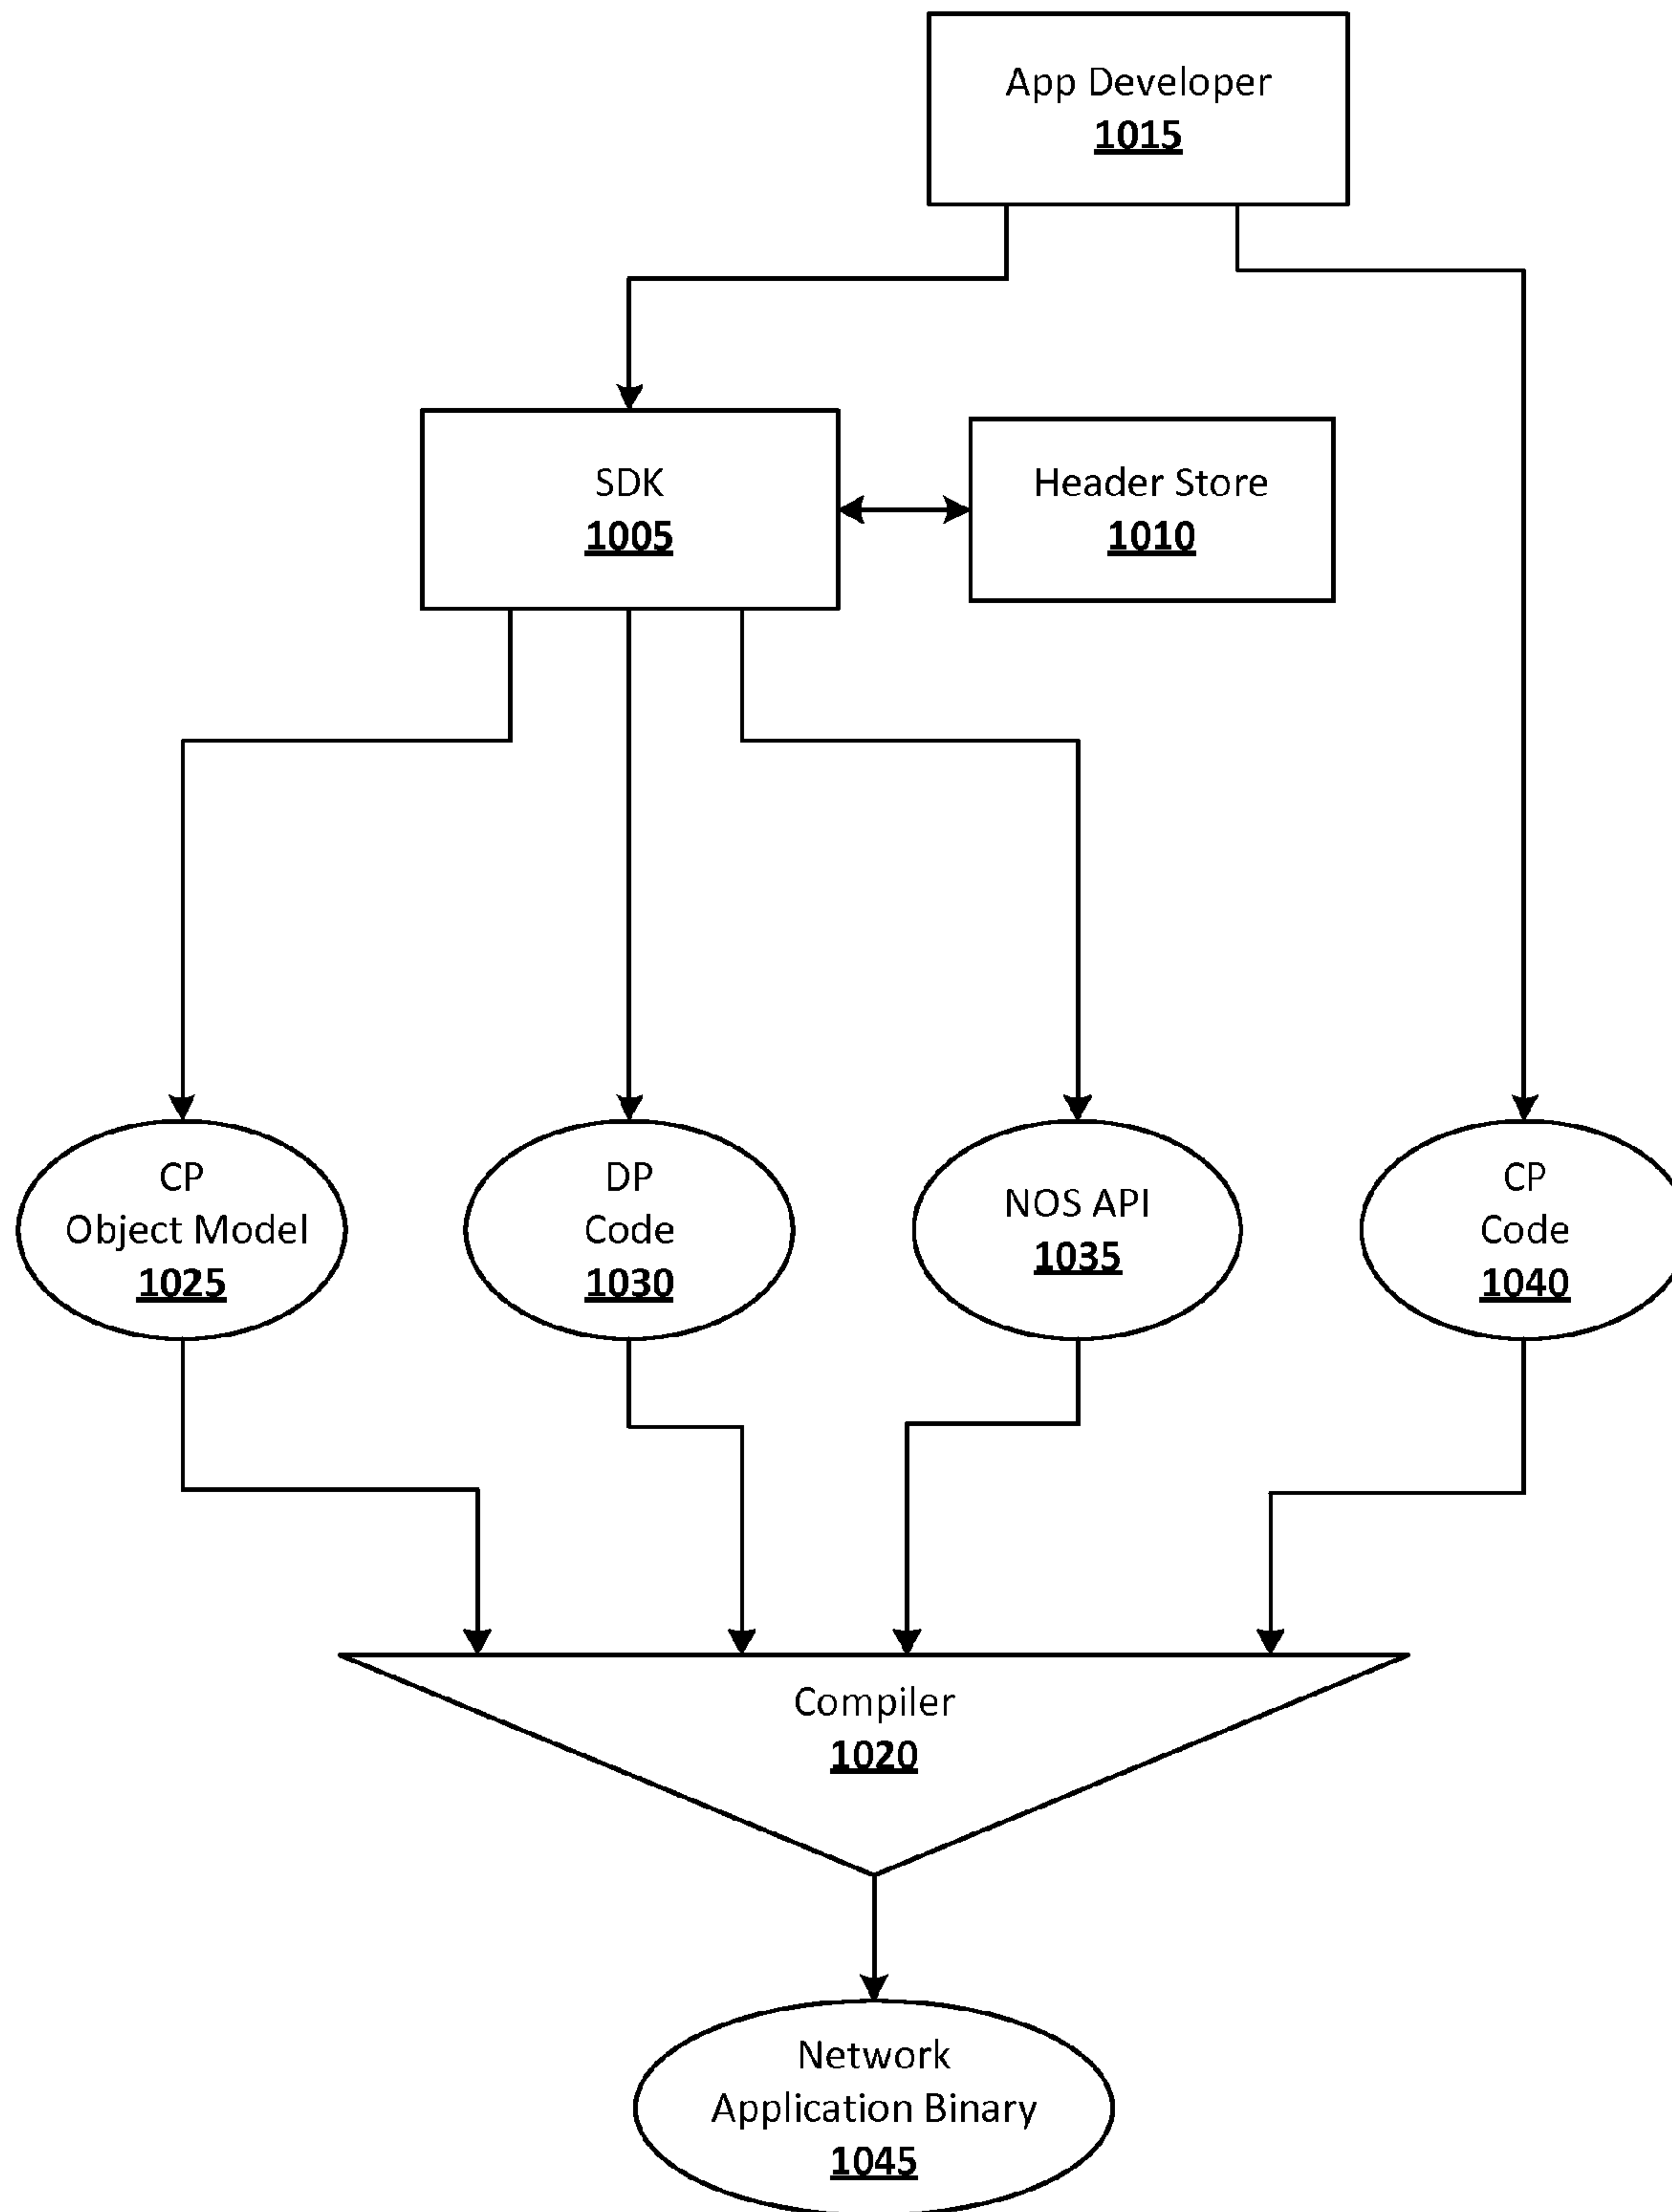 App Developer
1015
SDK
1005
Header Store
1010
CP
Object Model
1025
DP
Code
1030
NOS API
1035
CP
Code
1040
Compiler
1020
Network
Application Binary
1045